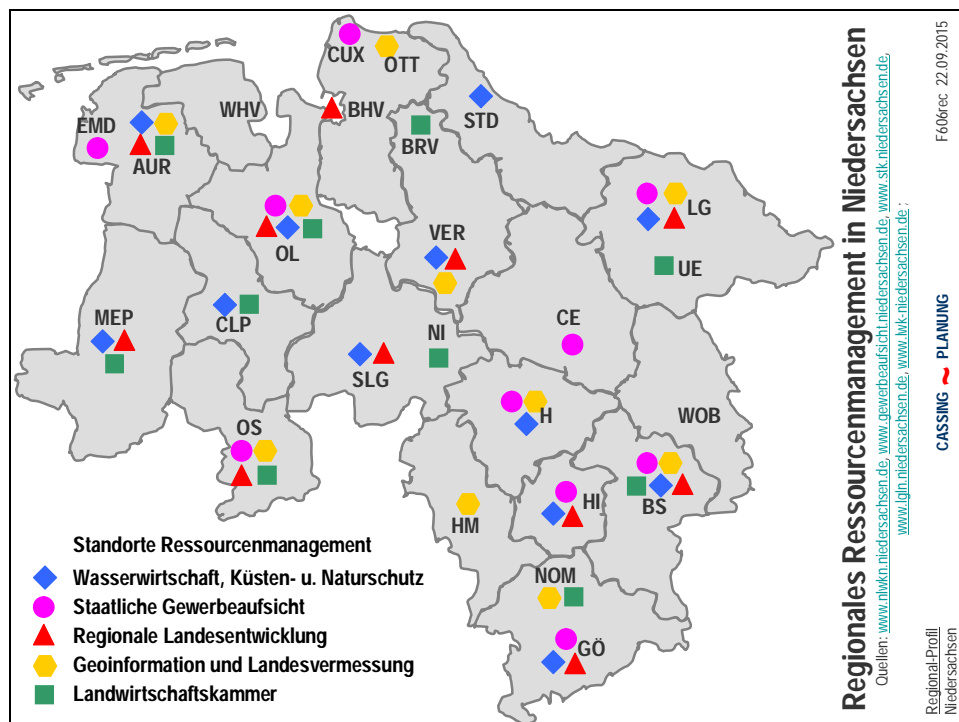 CUX
OTT
WHV
BHV
STD
EMD
BRV
AUR
LG
VER
OL
UE
MEP
CLP
NI
CE
SLG
H
WOB
OS
HI
BS
HM
NOM
GÖ
Standorte Ressourcenmanagement
Wasserwirtschaft, Küsten- u. Naturschutz
Staatliche Gewerbeaufsicht
Regionale Landesentwicklung
Geoinformation und Landesvermessung
Landwirtschaftskammer
Regionales Ressourcenmanagement in Niedersachsen
Quellen: www.nlwkn.niedersachsen.de, www.gewerbeaufsicht.niedersachsen.de, www.stk.niedersachsen.de,
www.lgln.niedersachsen.de, www.lwk-niedersachsen.de ;
Regional-Profil
Niedersachsen
CASSING ~ PLANUNG
F606rec 22.09.2015